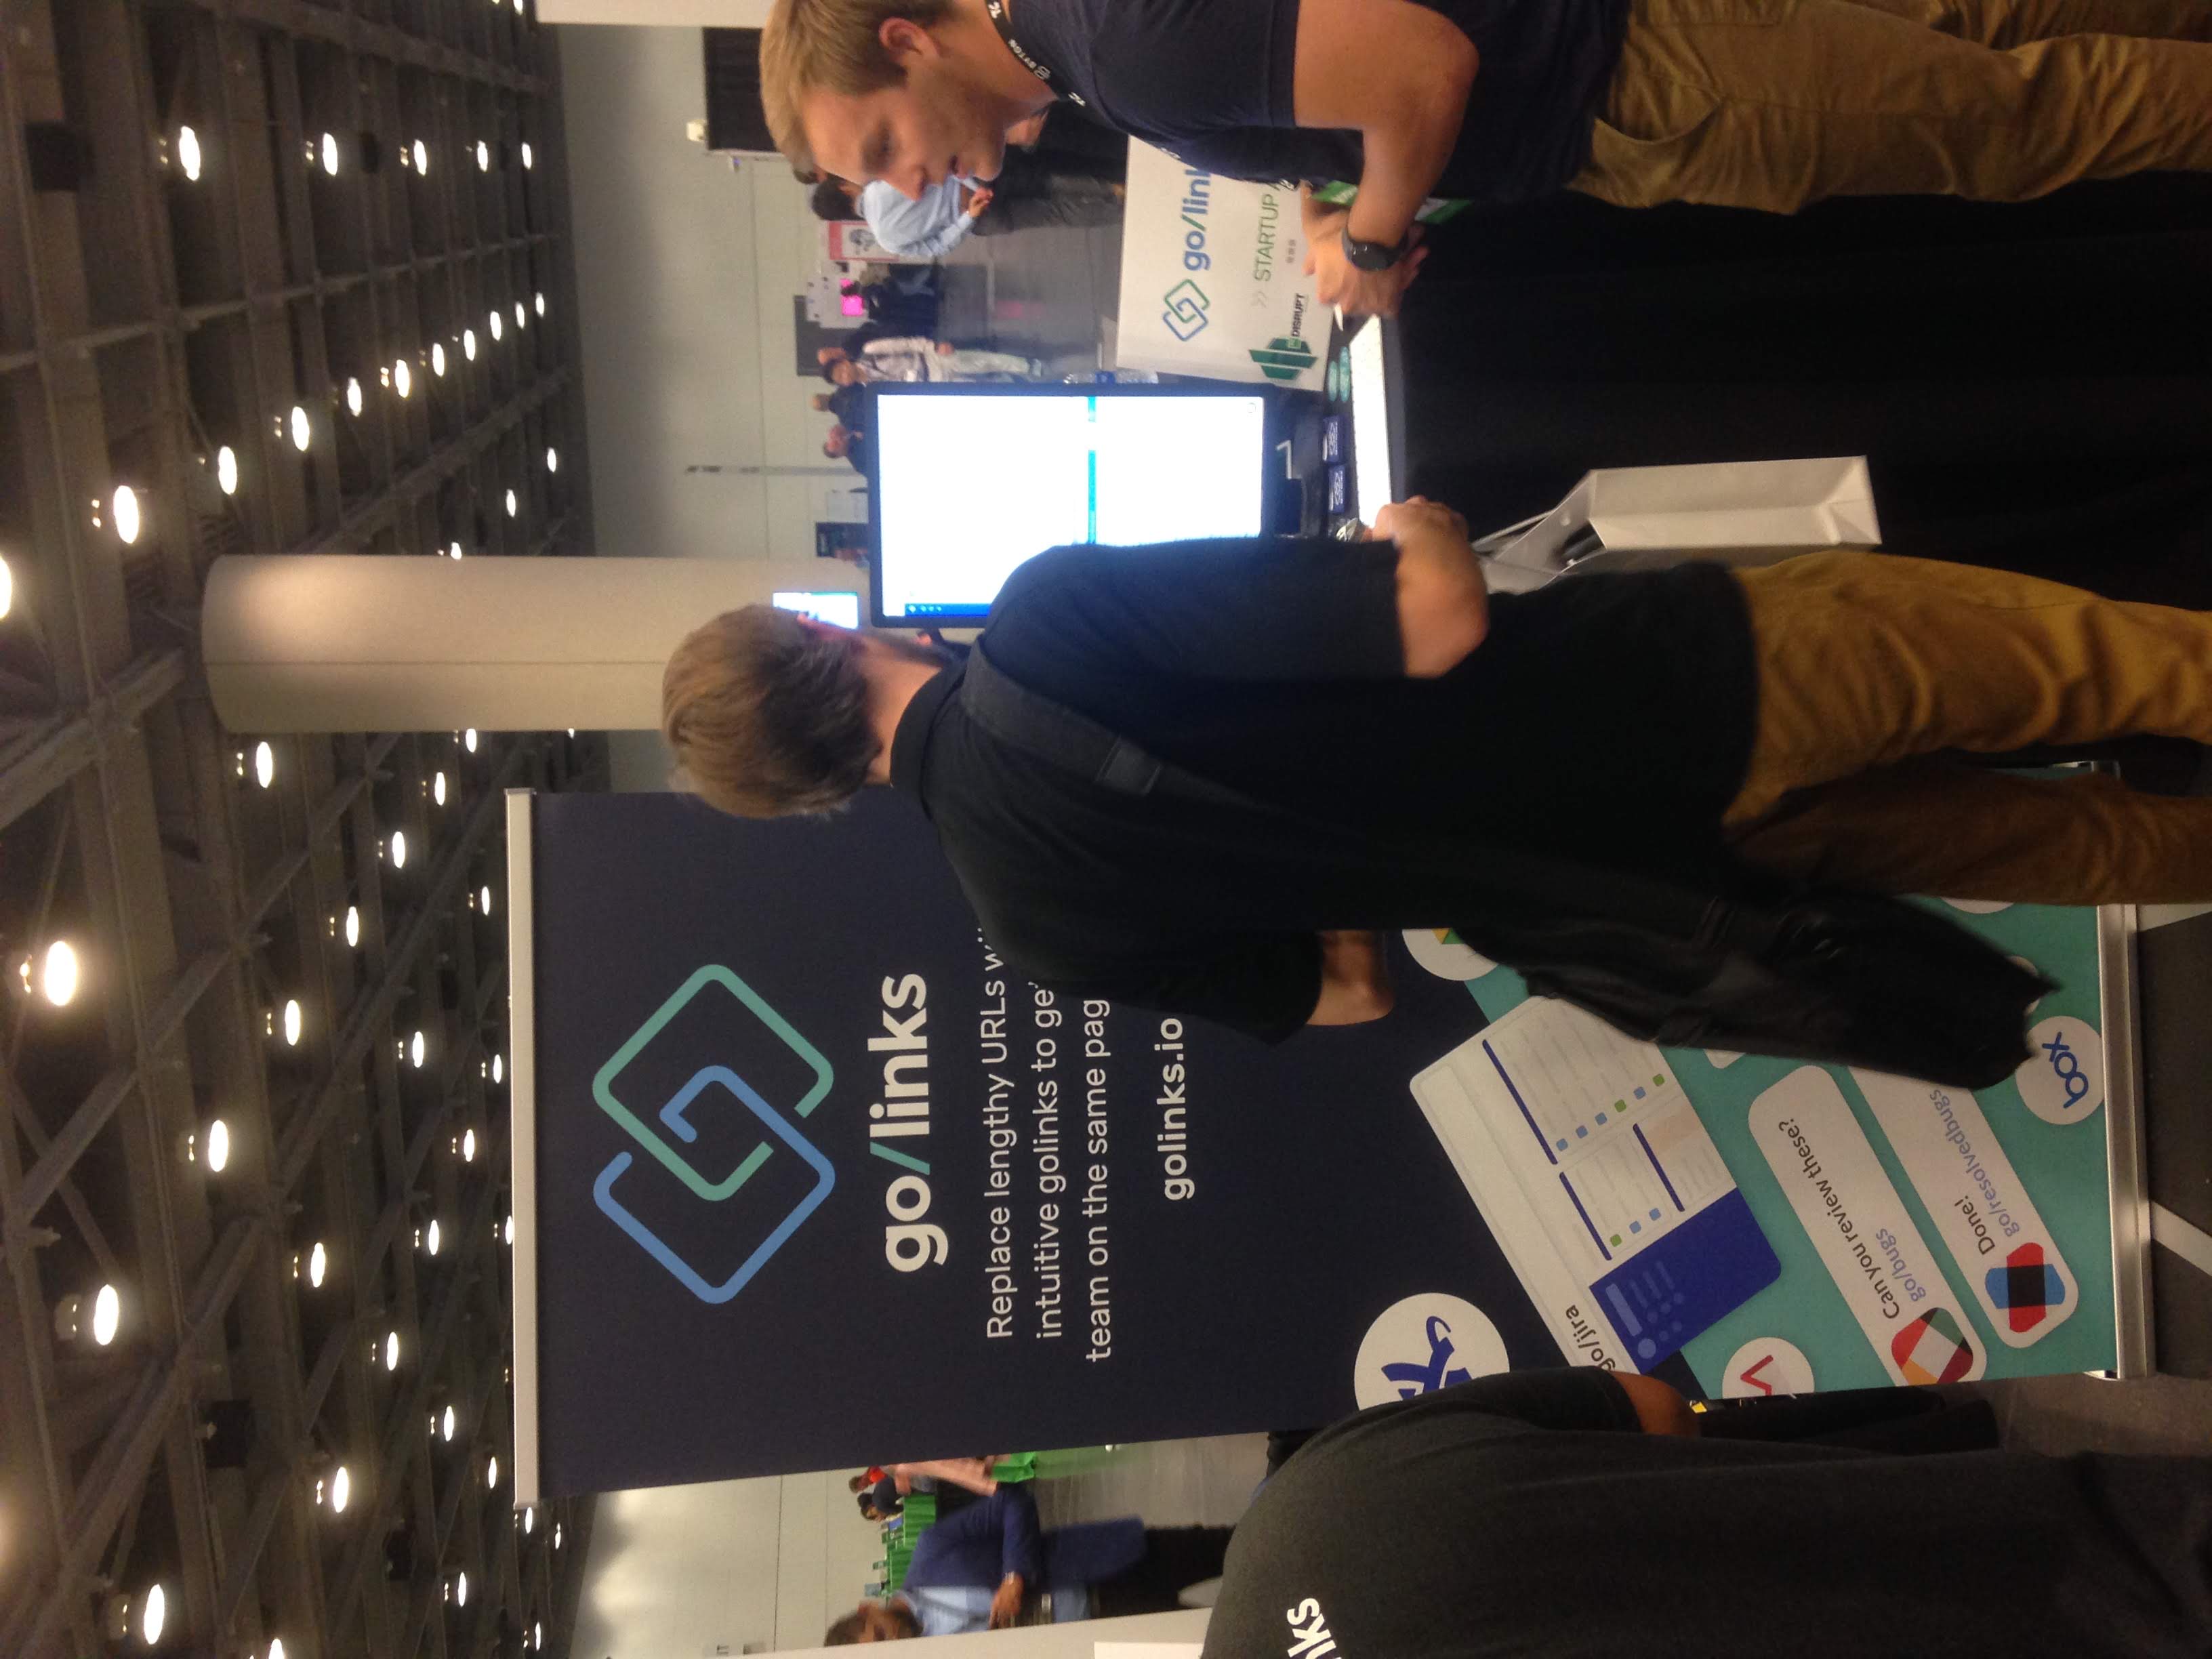 go/links
Replace lengthy URLs
intuitive golinks to
team on the same pag
golinks.io
nks
go/jira
Can you review these?
go/bugs
Done!
go/resolvedbugs
box
go/link
STARTUP
DISRUPT
BYTON